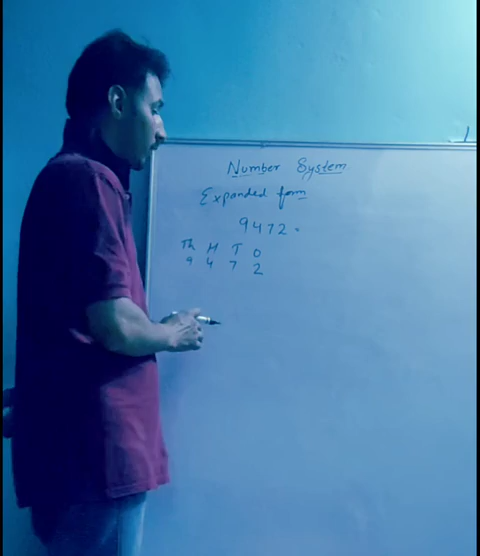 Number System
Expanded form
9472=
Th H T O
9 4 7 2